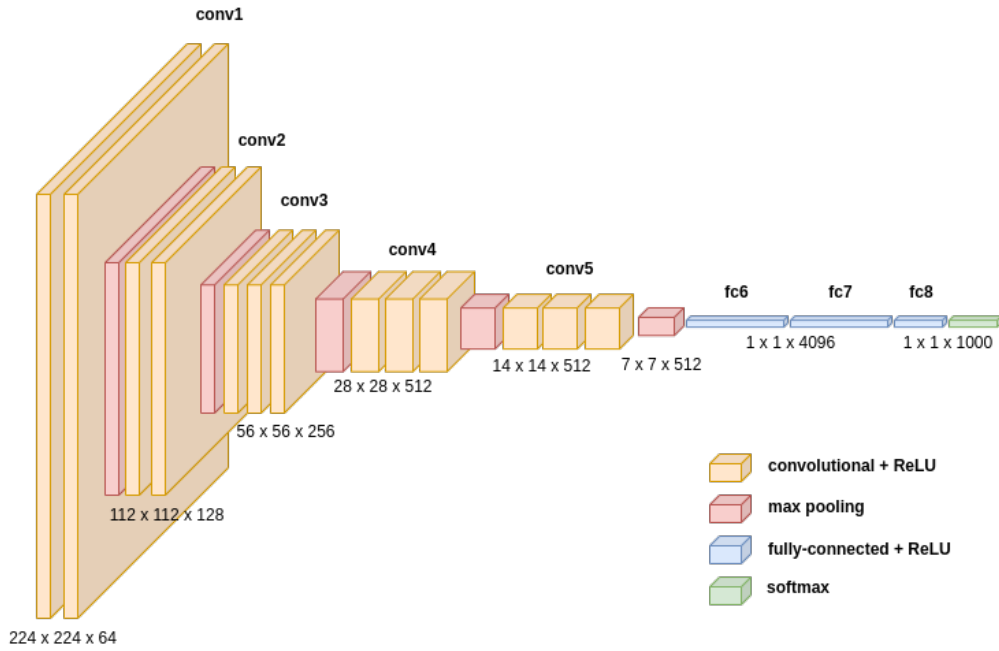 conv1
conv2
conv3
conv4
conv5
fc6
fc7
fc8
1 x 1 x 4096
1 x 1 x 1000
7 x 7 x 512
14 x 14 x 512
28 x 28 x 512
56 x 56 x 256
112 x 112 x 128
224 x 224 x 64
convolutional + ReLU
max pooling
fully-connected + ReLU
softmax